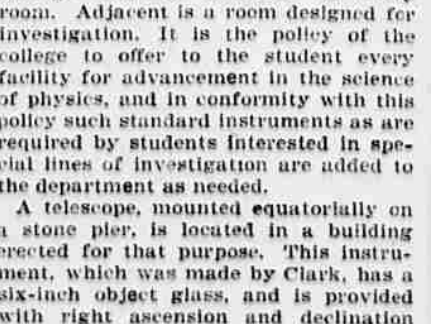 room. Adjacent is a room designed for
investigation. It is the policy of the
college to offer to the student every
facility for advancement in the science
of physics, and in conformity with this
policy such standard instruments as are
required by students interested in spe-
cial lines of investigation are added to
the department as needed.
A telescope, mounted equatorially on
a stone pier, is located in a building
erected for that purpose. This instru-
ment, which was made by Clark, has a
six-inch object glass, and is provided
with right ascension and declination